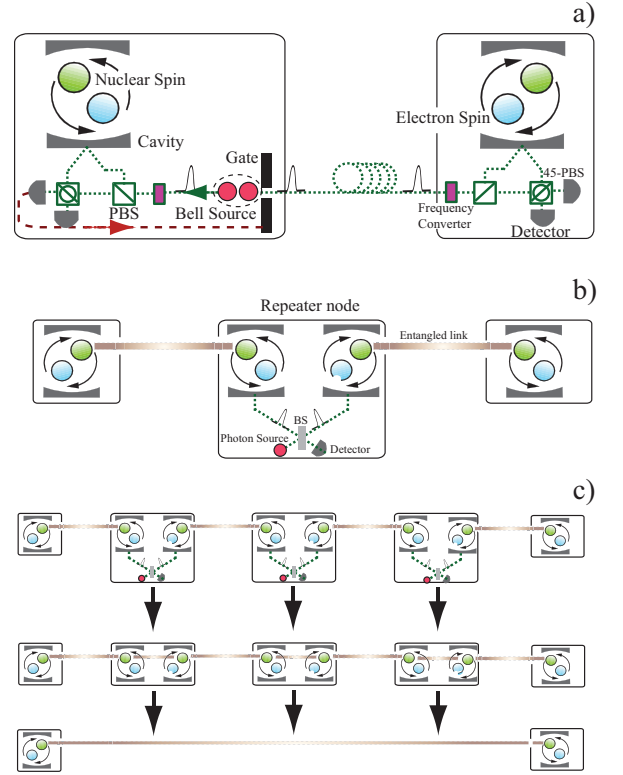 a)
Nuclear Spin
Electron Spin
Cavity
Gate
45-PBS
PBS
Bell Source
Frequency
Converter
Detector
b)
Repeater node
Entangled link
BS
Photon Source
Detector
c)